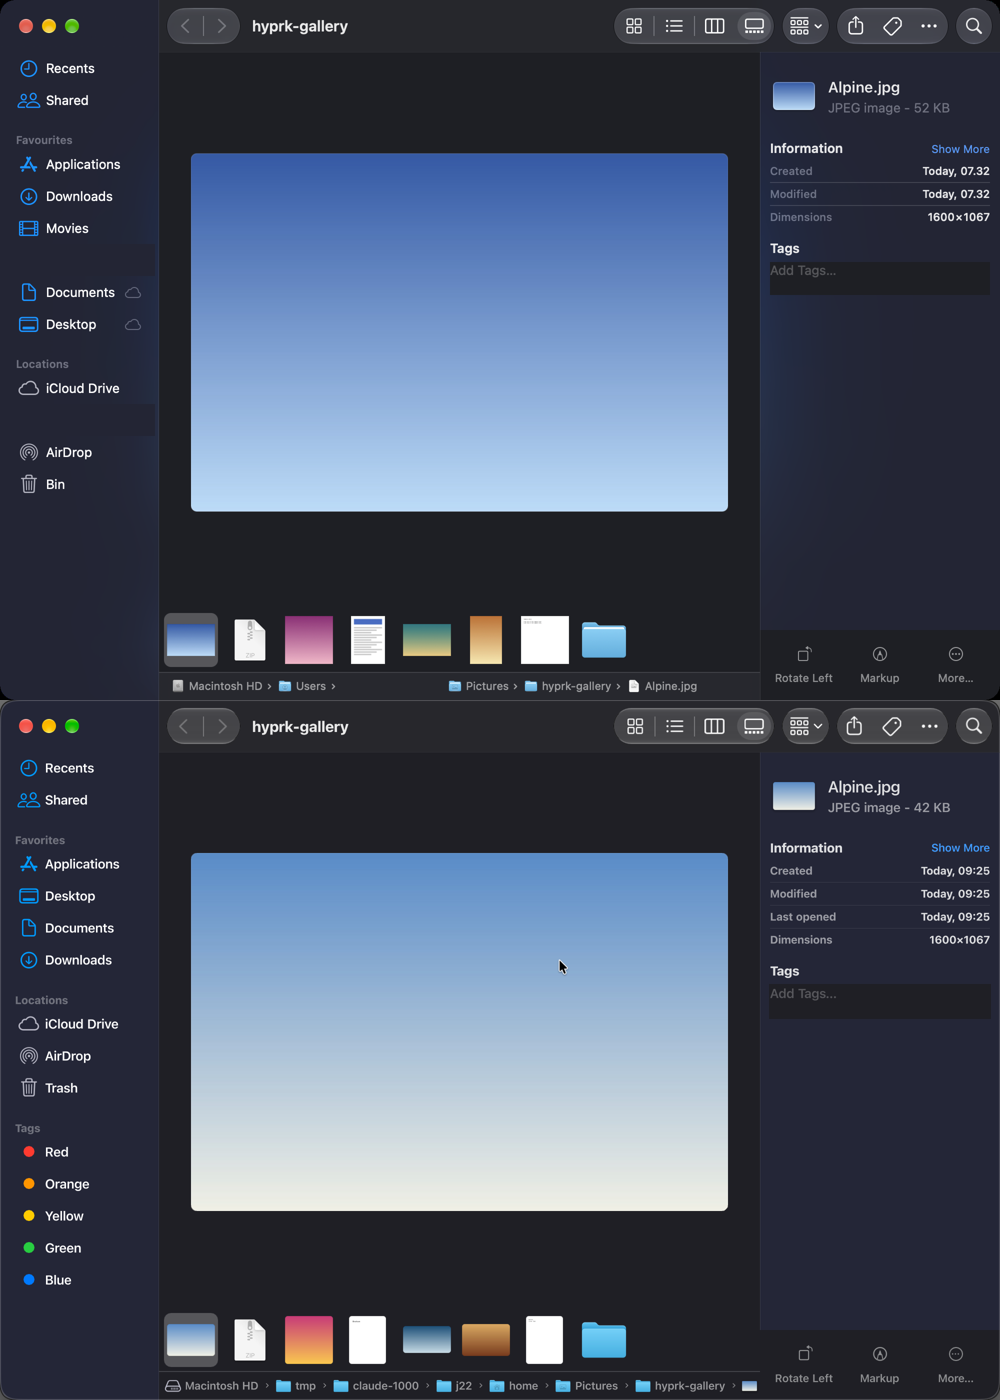 hyprk-gallery
Recents
Shared
Favourites
Applications
Downloads
Movies
Documents
Desktop
Locations
iCloud Drive
AirDrop
Bin
ZIP
Macintosh HD › Users ›
Pictures › hyprk-gallery › Alpine.jpg
Alpine.jpg
JPEG image - 52 KB
Information Show More
Created Today, 07.32
Modified Today, 07.32
Dimensions 1600×1067
Tags
Add Tags...
Rotate Left Markup More...
hyprk-gallery
Recents
Shared
Favorites
Applications
Desktop
Documents
Downloads
Locations
iCloud Drive
AirDrop
Trash
Tags
Red
Orange
Yellow
Green
Blue
ZIP
Macintosh HD › tmp › claude-1000 › j22 › home › Pictures › hyprk-gallery ›
Alpine.jpg
JPEG image - 42 KB
Information Show More
Created Today, 09:25
Modified Today, 09:25
Last opened Today, 09:25
Dimensions 1600×1067
Tags
Add Tags...
Rotate Left Markup More...